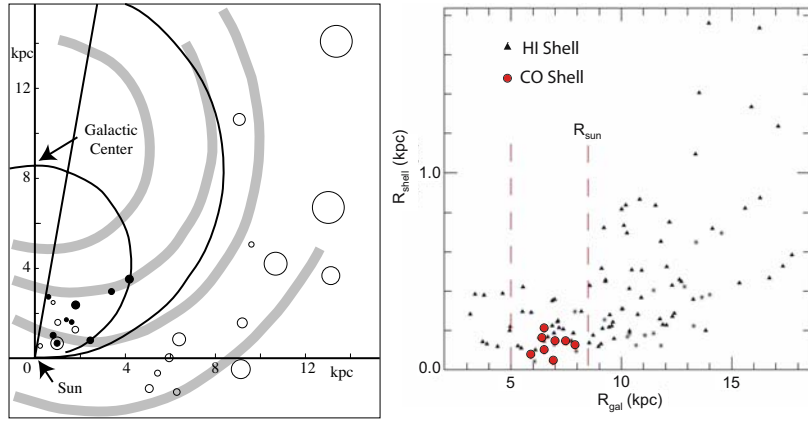 kpc
12
Galactic
Center
8
4
0
4
8
12
kpc
Sun
HI Shell
CO Shell
R_sun
R_shell (kpc)
1.0
0.0
5
10
15
R_gal (kpc)